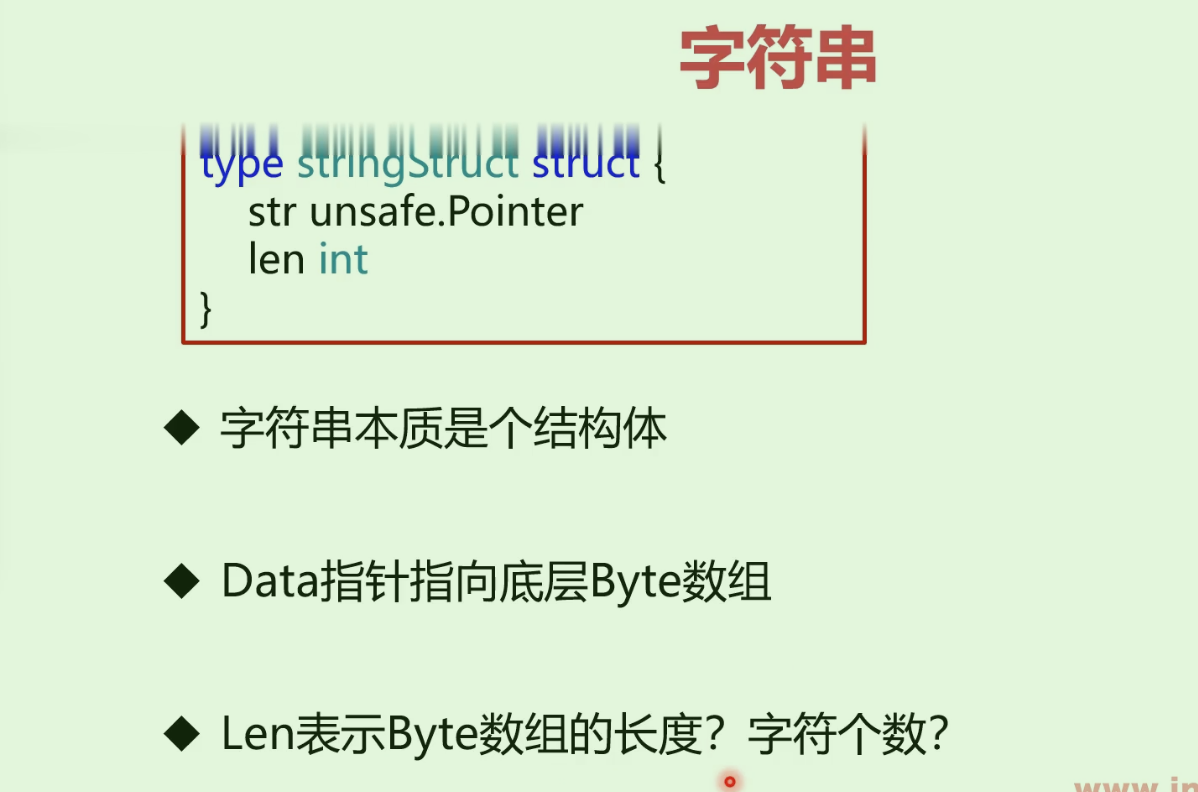 字符串
type stringStruct struct {
str unsafe.Pointer
len int
}
◆ 字符串本质是个结构体
◆ Data指针指向底层Byte数组
◆ Len表示Byte数组的长度？字符个数？